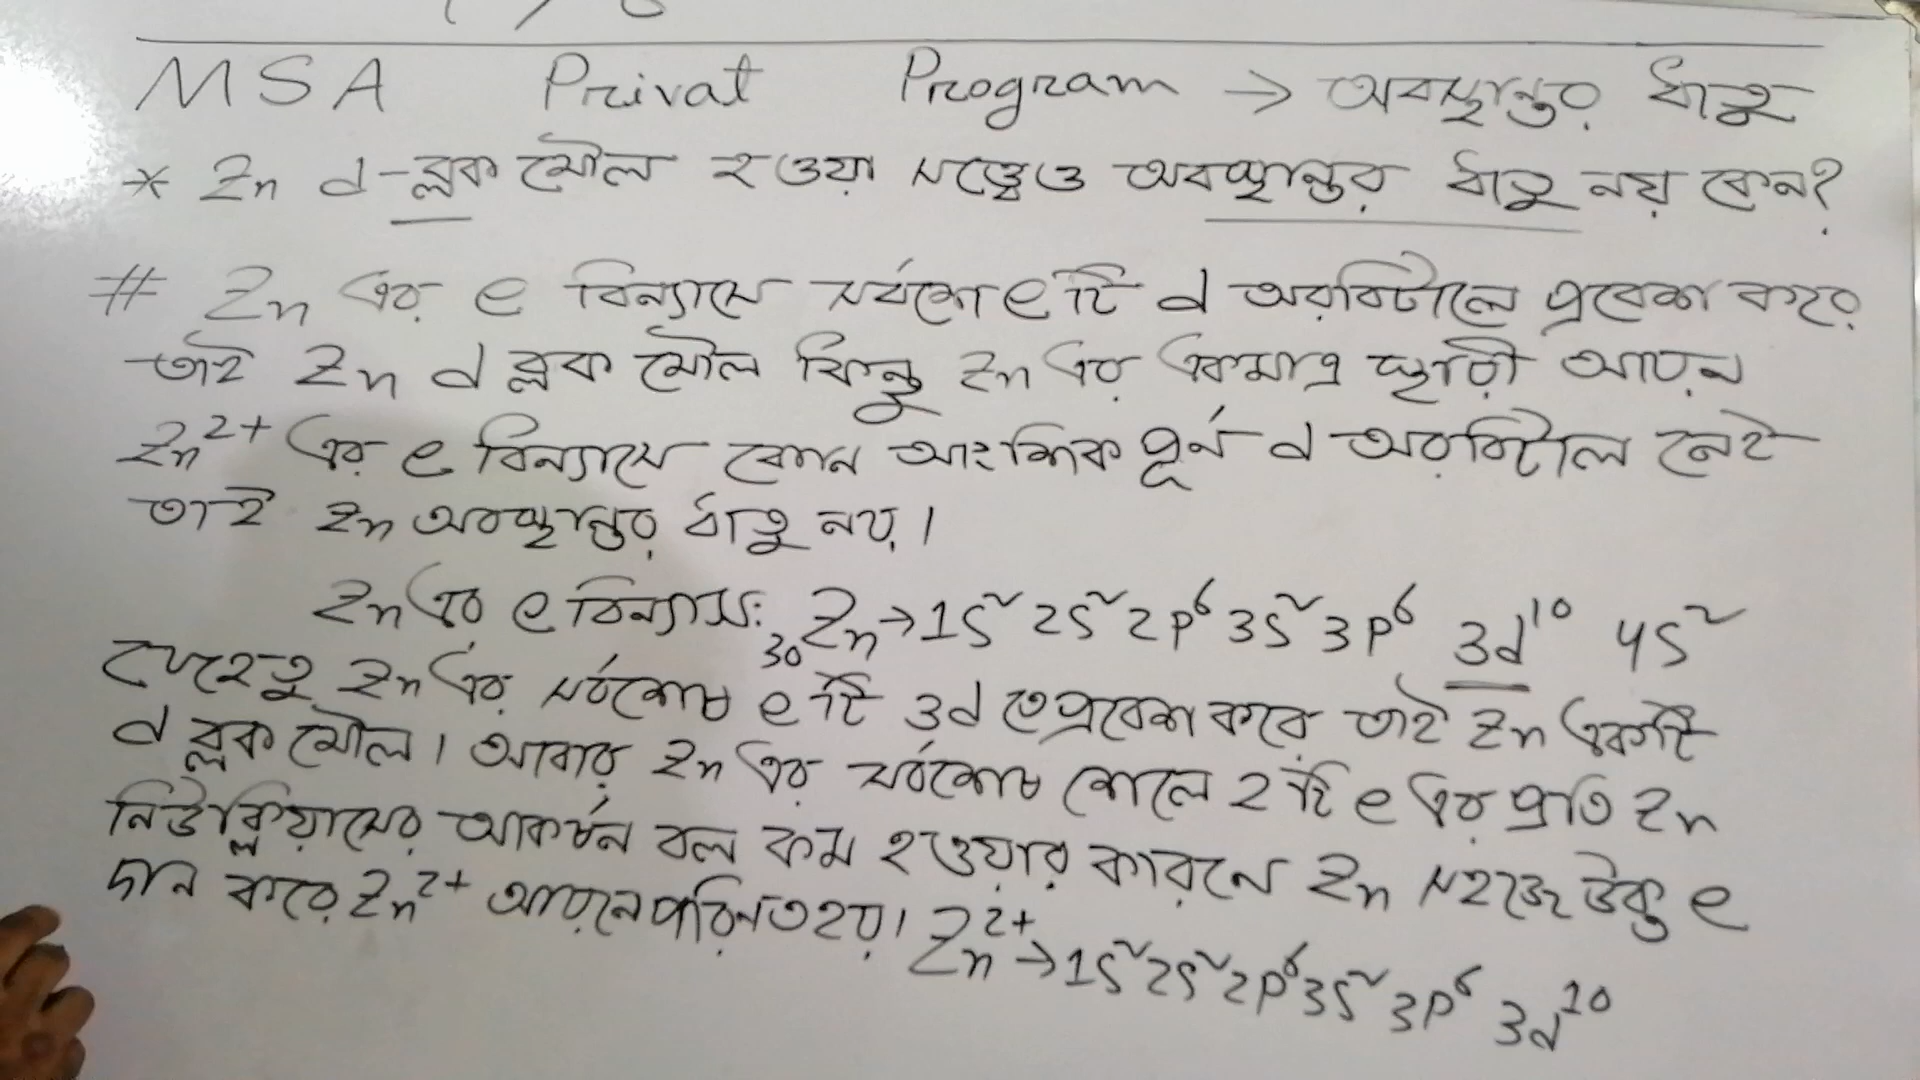 MSA Privat Program → অবস্থান্তর ধাতু
* Zn d-ব্লক মৌল হওয়া সত্ত্বেও অবস্থান্তর ধাতু নয় কেন?
# Zn এর e বিন্যাসে সর্বশেষ e টি d অরবিটালে প্রবেশ করে
তাই Zn d ব্লক মৌল কিন্তু Zn এর একমাত্র স্থায়ী আয়ন
Zn²⁺ এর e বিন্যাসে কোন আংশিক পূর্ন d অরবিটাল নেই
তাই Zn অবস্থান্তর ধাতু নয়।
Zn এর e বিন্যাস: ₃₀Zn → 1s² 2s² 2p⁶ 3s² 3p⁶ 3d¹⁰ 4s²
যেহেতু Zn এর সর্বশেষ e টি 3d তে প্রবেশ করে তাই Zn একটি
d ব্লক মৌল। আবার Zn এর সর্বশেষ শেলে 2 টি e এর প্রতি Zn
নিউক্লিয়াসের আকর্ষন বল কম হওয়ার কারনে Zn সহজে উক্ত e
দান করে Zn²⁺ আয়নে পরিনত হয়। Zn²⁺ → 1s² 2s² 2p⁶ 3s² 3p⁶ 3d¹⁰